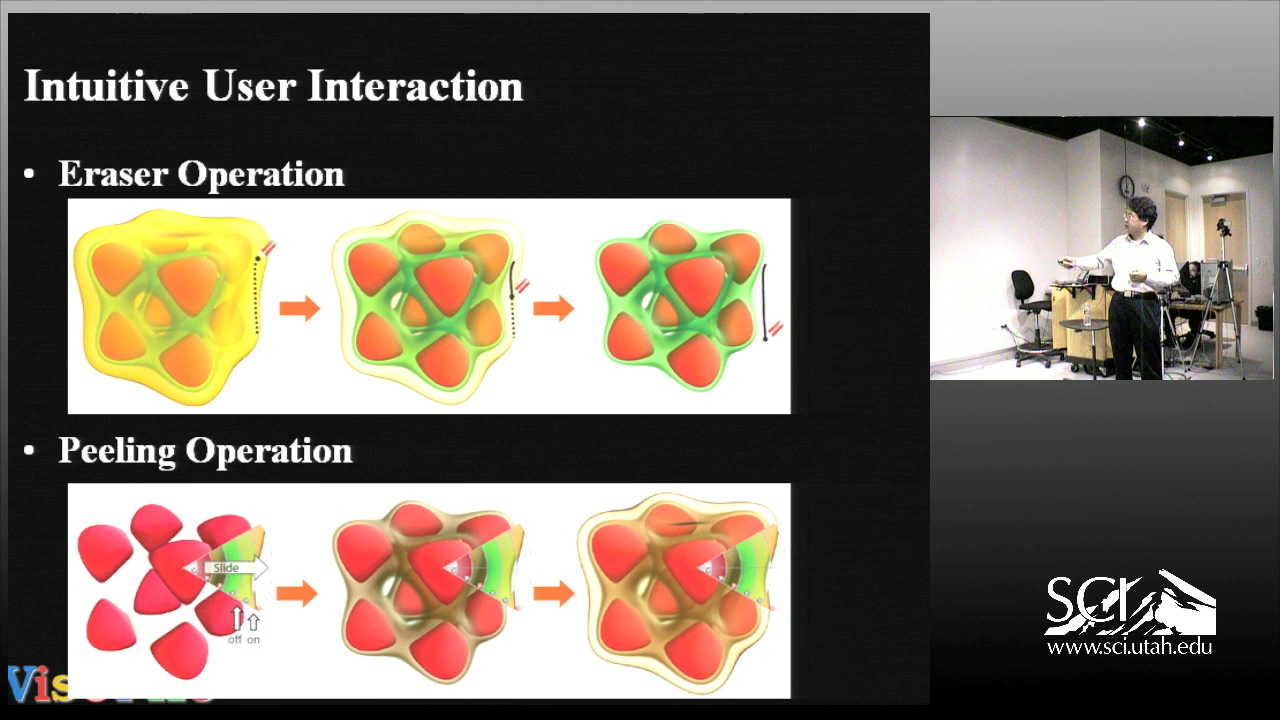 Intuitive User Interaction
• Eraser Operation
• Peeling Operation
Slide
off on
SCI
www.sci.utah.edu